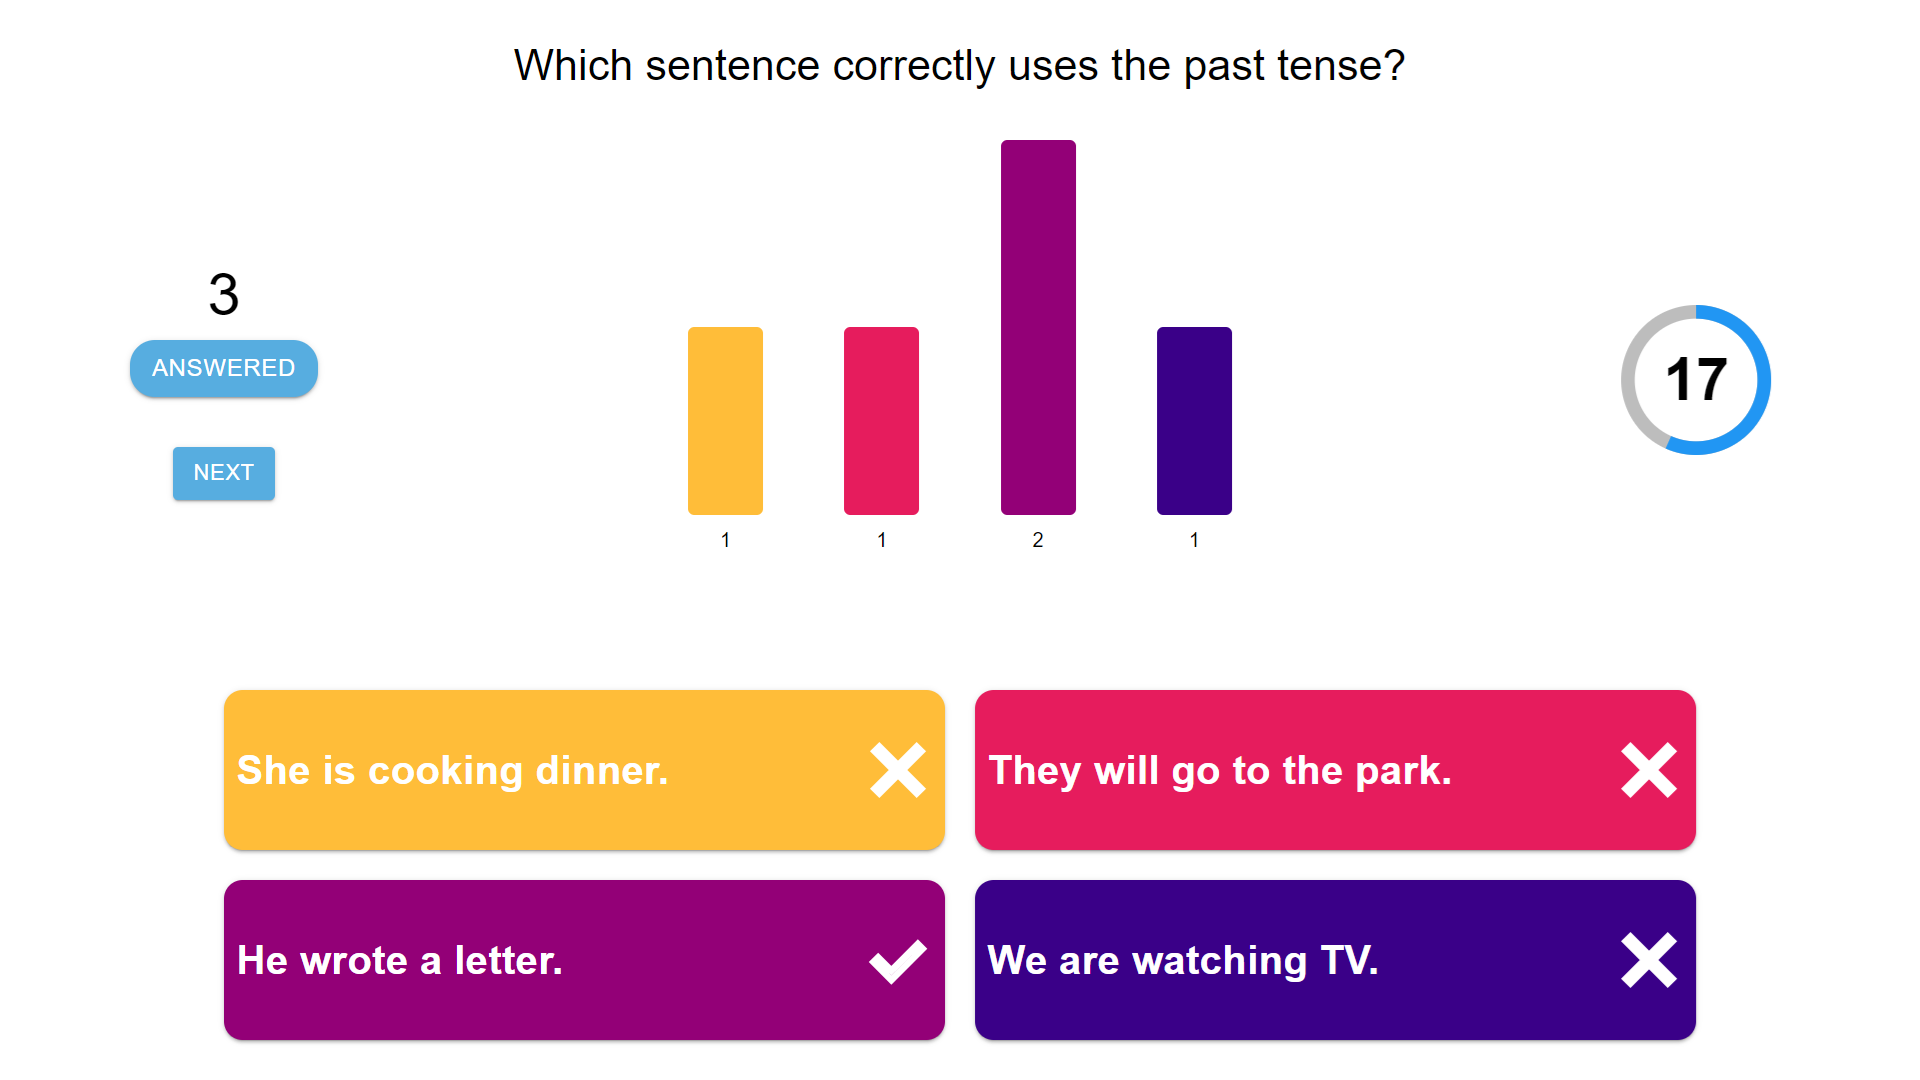 Which sentence correctly uses the past tense?
3
ANSWERED
NEXT
17
1 1 2 1
She is cooking dinner.
They will go to the park.
He wrote a letter.
We are watching TV.